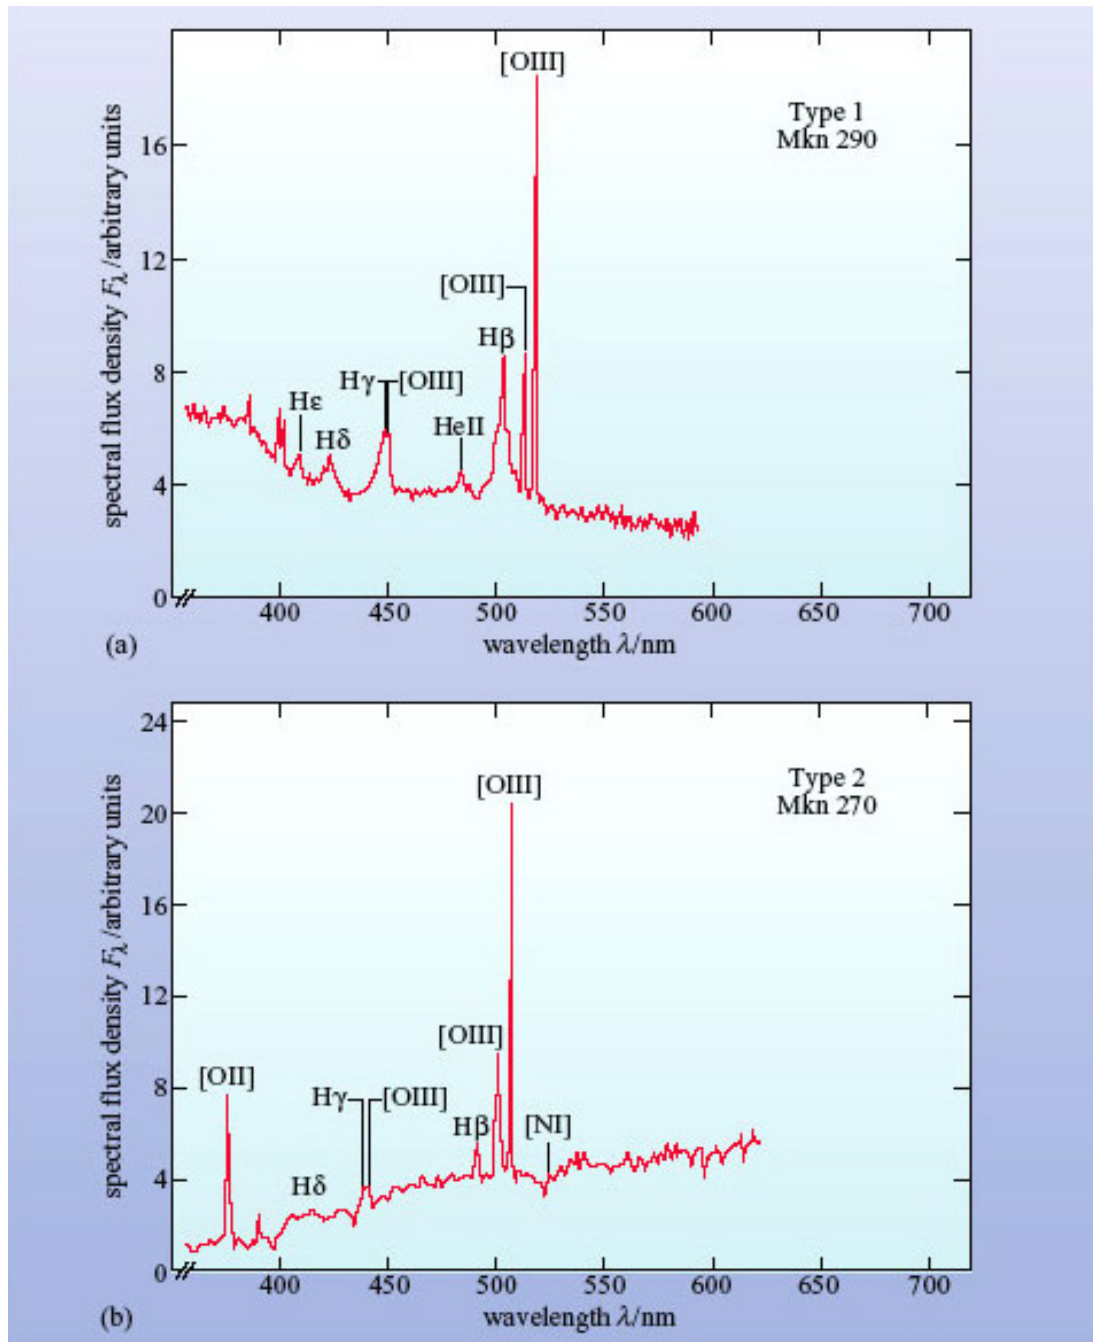 [OIII]
Type 1
Mkn 290
16
12
[OIII]
Hβ
8
Hγ [OIII]
Hε
HeII
Hδ
4
0
spectral flux density Fλ /arbitrary units
400 450 500 550 600 650 700
wavelength λ/nm
(a)
24
[OIII]
Type 2
Mkn 270
20
16
12
[OIII]
[OII]
8
Hγ [OIII]
Hβ [NI]
Hδ
4
0
spectral flux density Fλ /arbitrary units
400 450 500 550 600 650 700
wavelength λ/nm
(b)